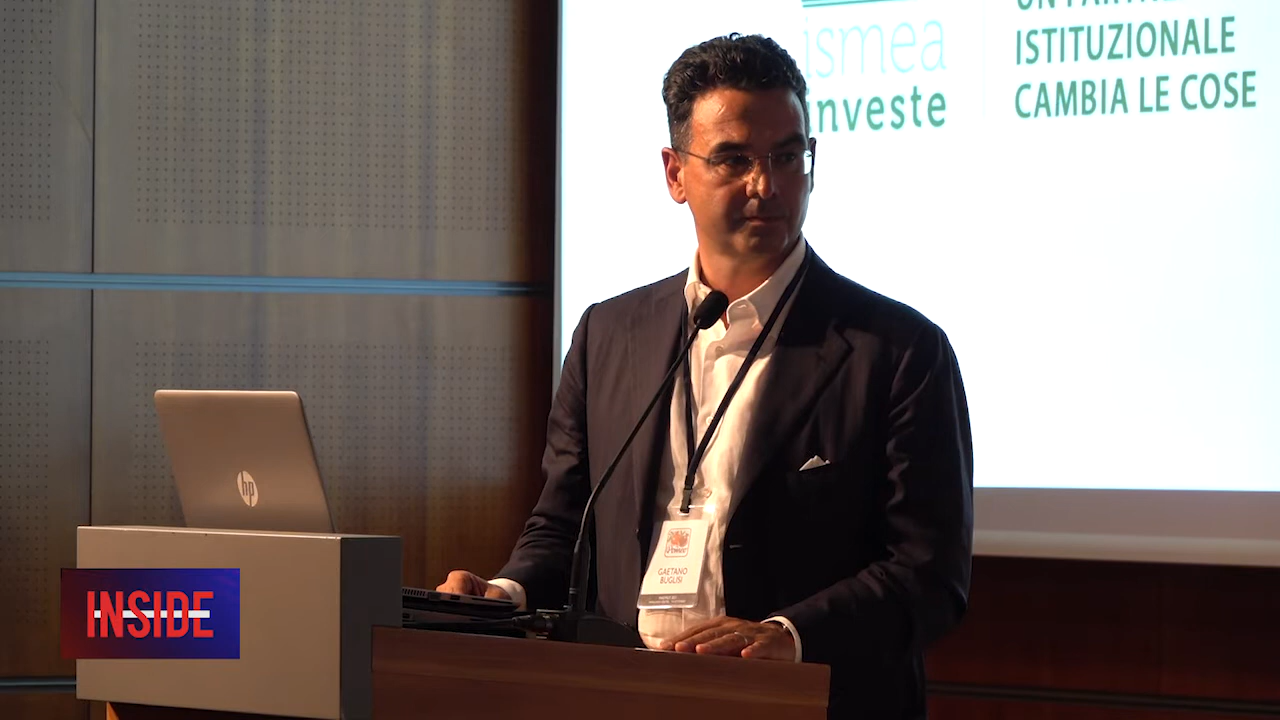 ismea
investe
ISTITUZIONALE
CAMBIA LE COSE
hp
GAETANO
BUGLISI
INSIDE